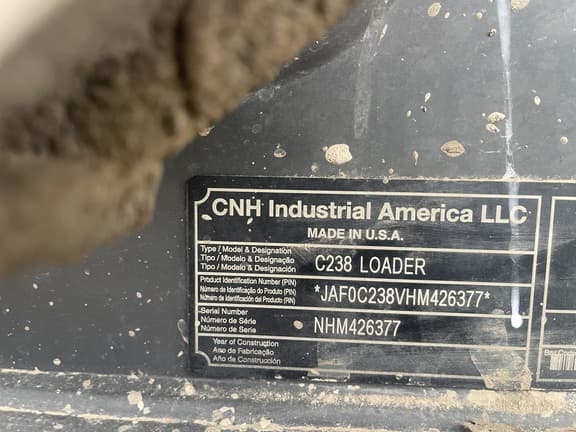 CNH Industrial America LLC
MADE IN U.S.A.
Type / Model & Designation
Tipo / Modelo & Designação
Tipo / Modelo & Designación
C238 LOADER
Product Identification Number (PIN)
Número de Identificação do Produto (PIN)
Número de Identificación del Producto (PIN)
*JAF0C238VHM426377*
Serial Number
Número de Série
Número de Serie
NHM426377
Year of Construction
Ano de Fabricação
Año de Construcción